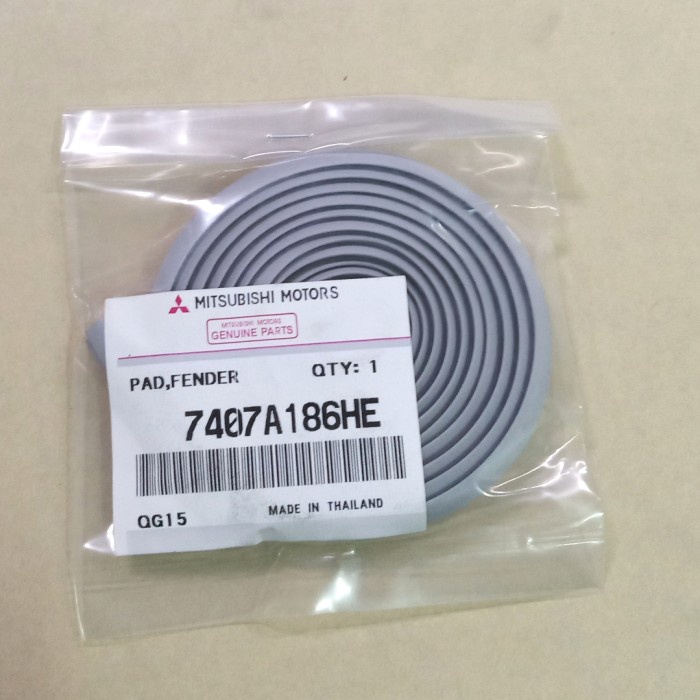 MITSUBISHI MOTORS
MITSUBISHI MOTORS
GENUINE PARTS
PAD,FENDER QTY: 1
7407A186HE
QG15 MADE IN THAILAND